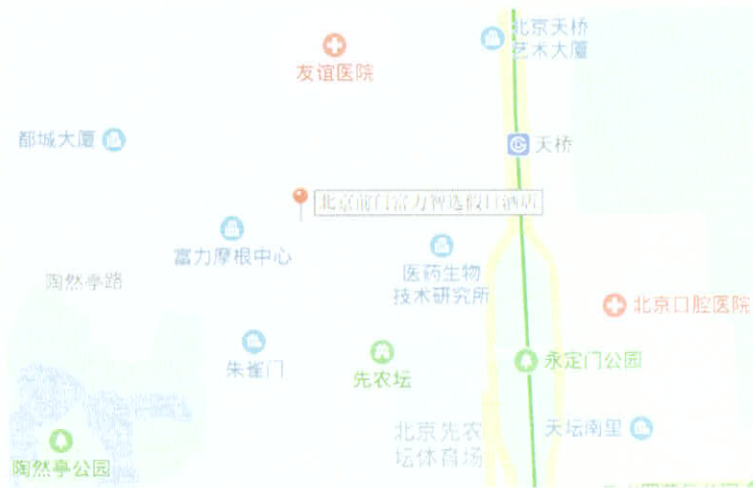 北京天桥
艺术大厦
友谊医院
都城大厦
天桥
北京前门富力智选假日酒店
富力摩根中心
医药生物
技术研究所
陶然亭路
北京口腔医院
朱雀门
先农坛
永定门公园
北京先农
坛体育场
天坛南里
陶然亭公园